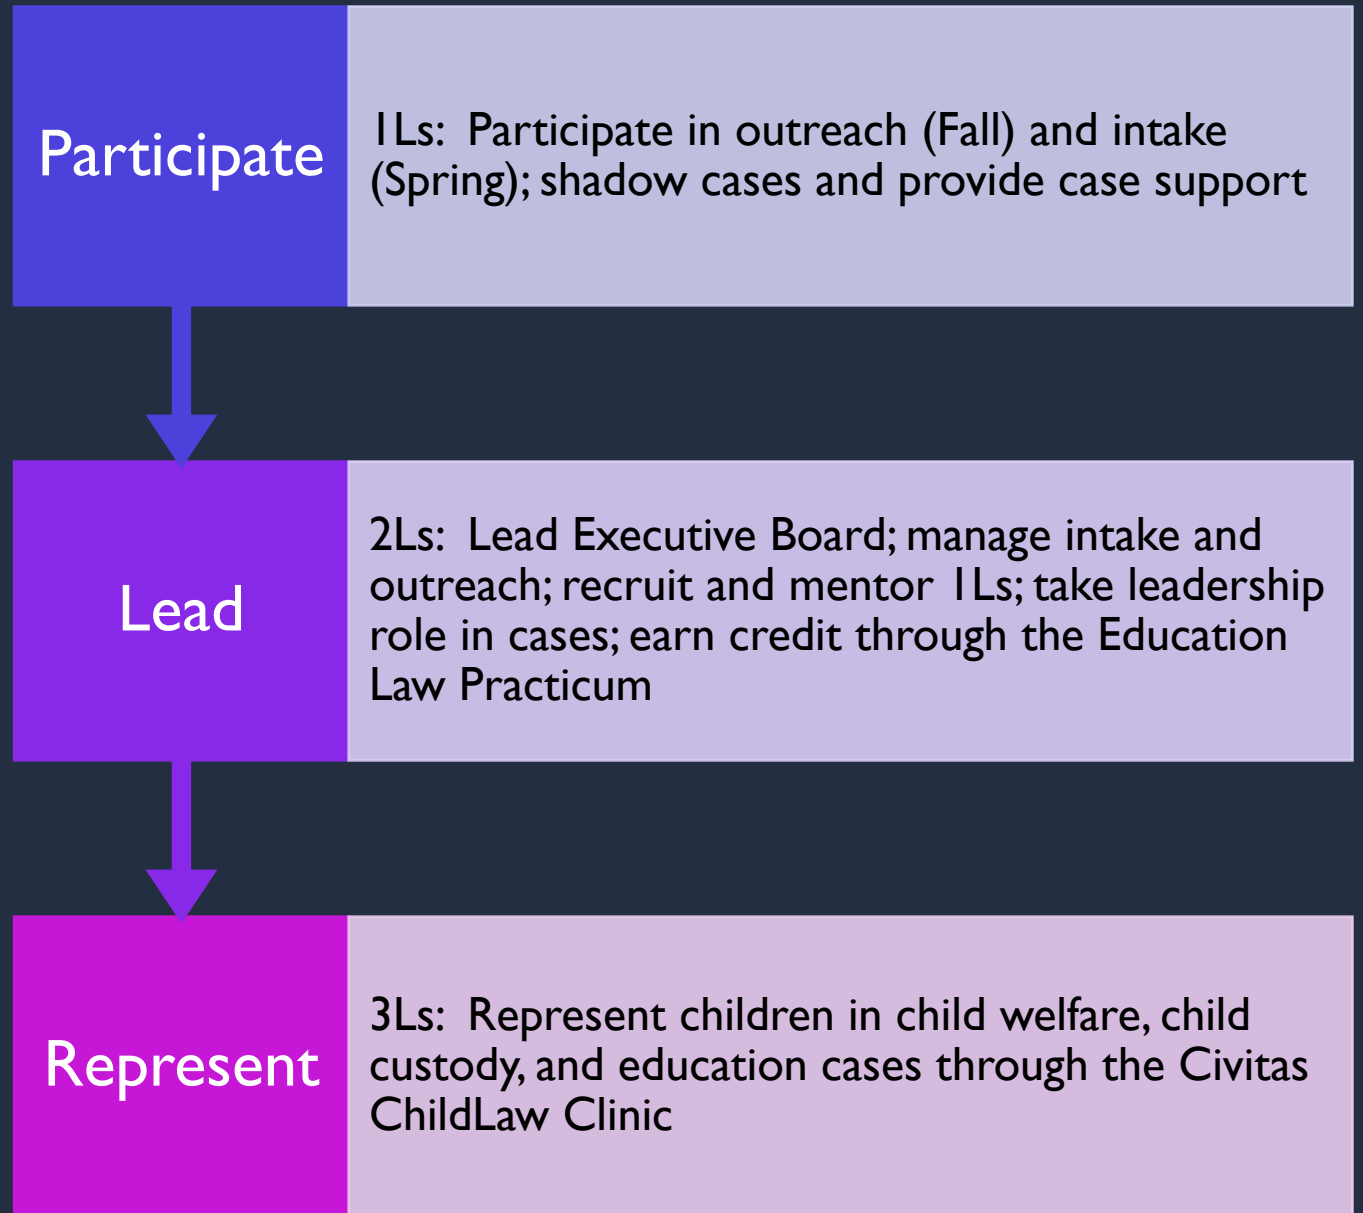 Participate
1Ls:  Participate in outreach (Fall) and intake
(Spring); shadow cases and provide case support
Lead
2Ls:  Lead Executive Board; manage intake and
outreach; recruit and mentor 1Ls; take leadership
role in cases; earn credit through the Education
Law Practicum
Represent
3Ls:  Represent children in child welfare, child
custody, and education cases through the Civitas
ChildLaw Clinic